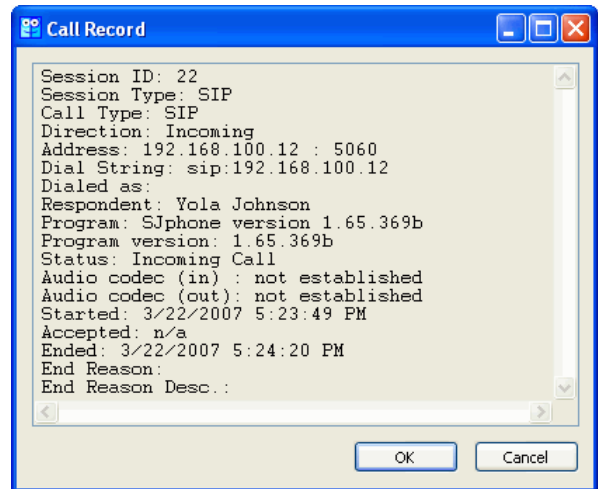 Call Record
Session ID: 22
Session Type: SIP
Call Type: SIP
Direction: Incoming
Address: 192.168.100.12 : 5060
Dial String: sip:192.168.100.12
Dialed as:
Respondent: Yola Johnson
Program: SJphone version 1.65.369b
Program version: 1.65.369b
Status: Incoming Call
Audio codec (in) : not established
Audio codec (out): not established
Started: 3/22/2007 5:23:49 PM
Accepted: n/a
Ended: 3/22/2007 5:24:20 PM
End Reason:
End Reason Desc.:
OK Cancel